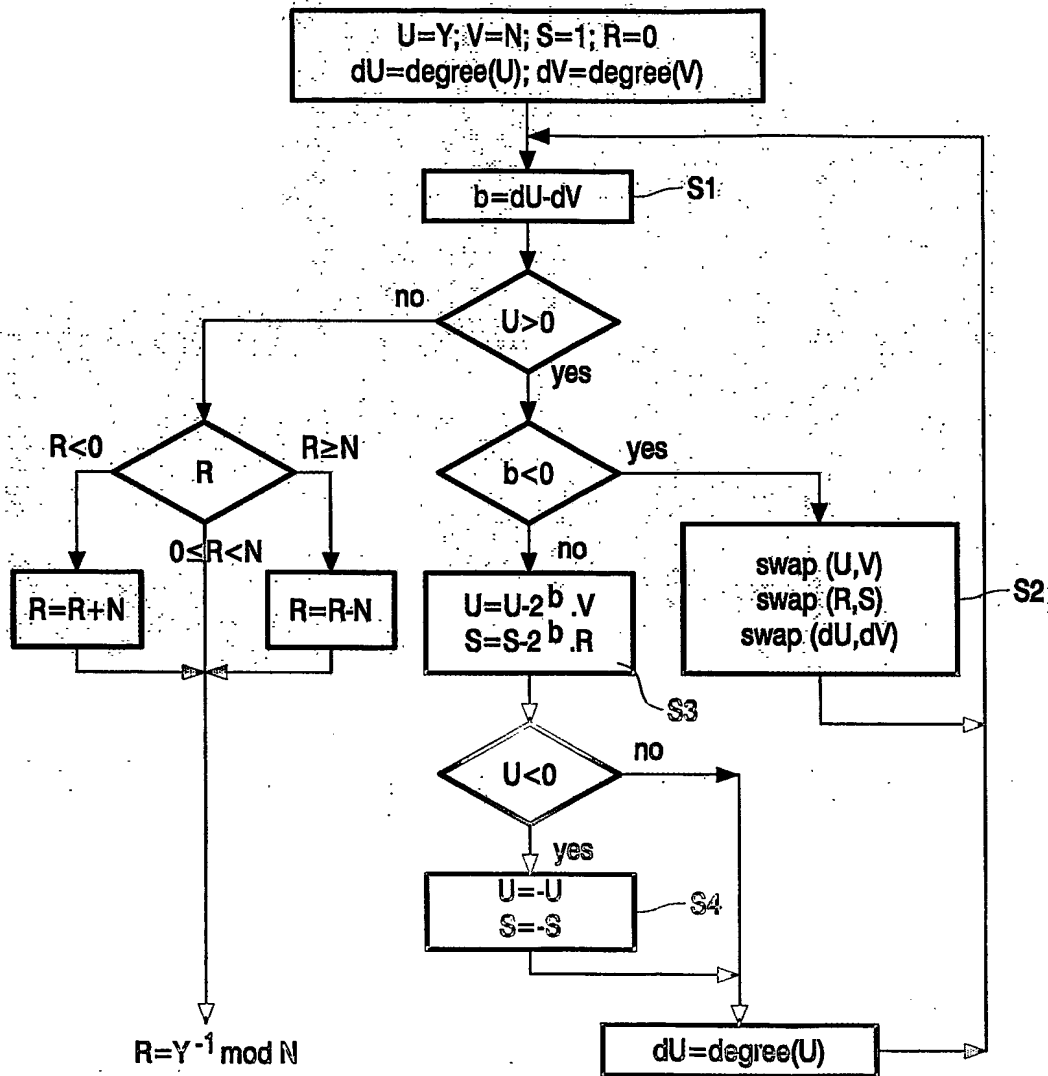 U=Y; V=N; S=1; R=0
dU=degree(U); dV=degree(V)
b=dU-dV
S1
no
U>0
yes
R<0
R
R≥N
b<0
yes
0≤R<N
no
R=R+N
R=R-N
U=U-2^b .V
S=S-2^b .R
swap (U,V)
swap (R,S)
swap (dU,dV)
S2
S3
U<0
no
yes
U=-U
S=-S
S4
R=Y^-1 mod N
dU=degree(U)